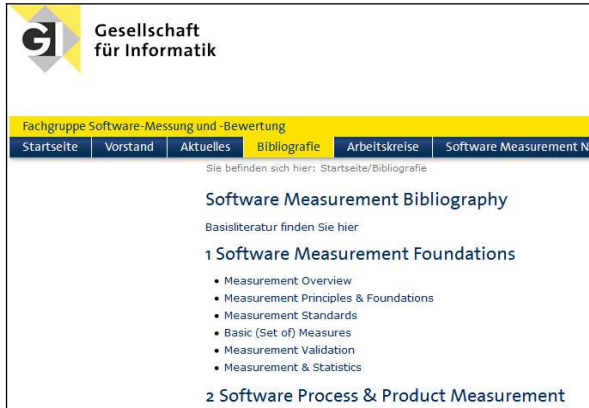 GI
Gesellschaft
für Informatik
Fachgruppe Software-Messung und -Bewertung
Startseite Vorstand Aktuelles Bibliografie Arbeitskreise Software Measurement N
Sie befinden sich hier: Startseite/Bibliografie
Software Measurement Bibliography
Basisliteratur finden Sie hier
1 Software Measurement Foundations
• Measurement Overview
• Measurement Principles & Foundations
• Measurement Standards
• Basic (Set of) Measures
• Measurement Validation
• Measurement & Statistics
2 Software Process & Product Measurement